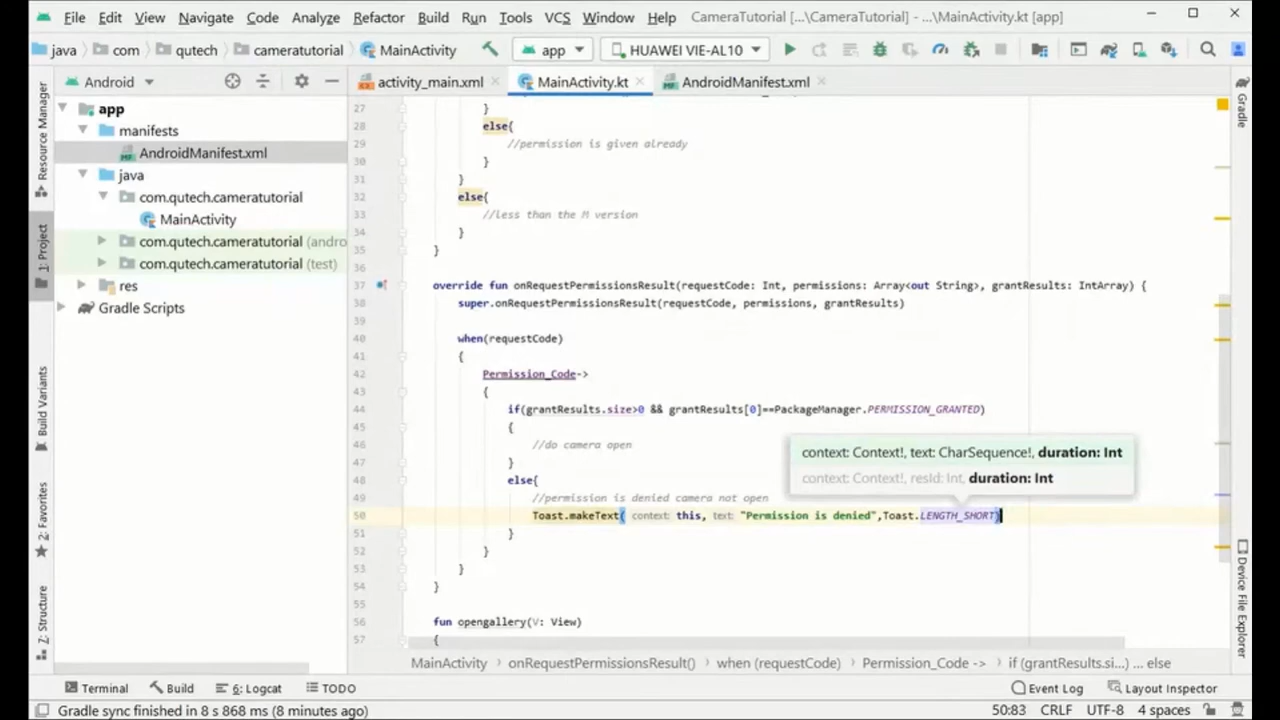 File Edit View Navigate Code Analyze Refactor Build Run Tools VCS Window Help CameraTutorial [...\CameraTutorial] - ...\MainActivity.kt [app]
java com qutech cameratutorial MainActivity app HUAWEI VIE-AL10
Android activity_main.xml MainActivity.kt AndroidManifest.xml
Resource Manager
1: Project
Build Variants
2: Favorites
Z: Structure
app
manifests
AndroidManifest.xml
java
com.qutech.cameratutorial
MainActivity
com.qutech.cameratutorial (andro
com.qutech.cameratutorial (test)
res
Gradle Scripts
27 }
28 else{
29 //permission is given already
30 }
31 }
32 else{
33 //less than the M version
34 }
35 }
36
37 override fun onRequestPermissionsResult(requestCode: Int, permissions: Array<out String>, grantResults: IntArray) {
38 super.onRequestPermissionsResult(requestCode, permissions, grantResults)
39
40 when(requestCode)
41 {
42 Permission_Code->
43 {
44 if(grantResults.size>0 && grantResults[0]==PackageManager.PERMISSION_GRANTED)
45 {
46 //do camera open
47 }
48 else{
49 //permission is denied camera not open
50 Toast.makeText( context: this, text: "Permission is denied",Toast.LENGTH_SHORT)
51 }
52 }
53 }
54 }
55
56 fun opengallery(V: View)
57 {
context: Context!, text: CharSequence!, duration: Int
context: Context!, resId: Int, duration: Int
Gradle
Device File Explorer
MainActivity onRequestPermissionsResult() when (requestCode) Permission_Code -> if (grantResults.si...) ... else
Terminal Build 6: Logcat TODO Event Log Layout Inspector
Gradle sync finished in 8 s 868 ms (8 minutes ago) 50:83 CRLF UTF-8 4 spaces